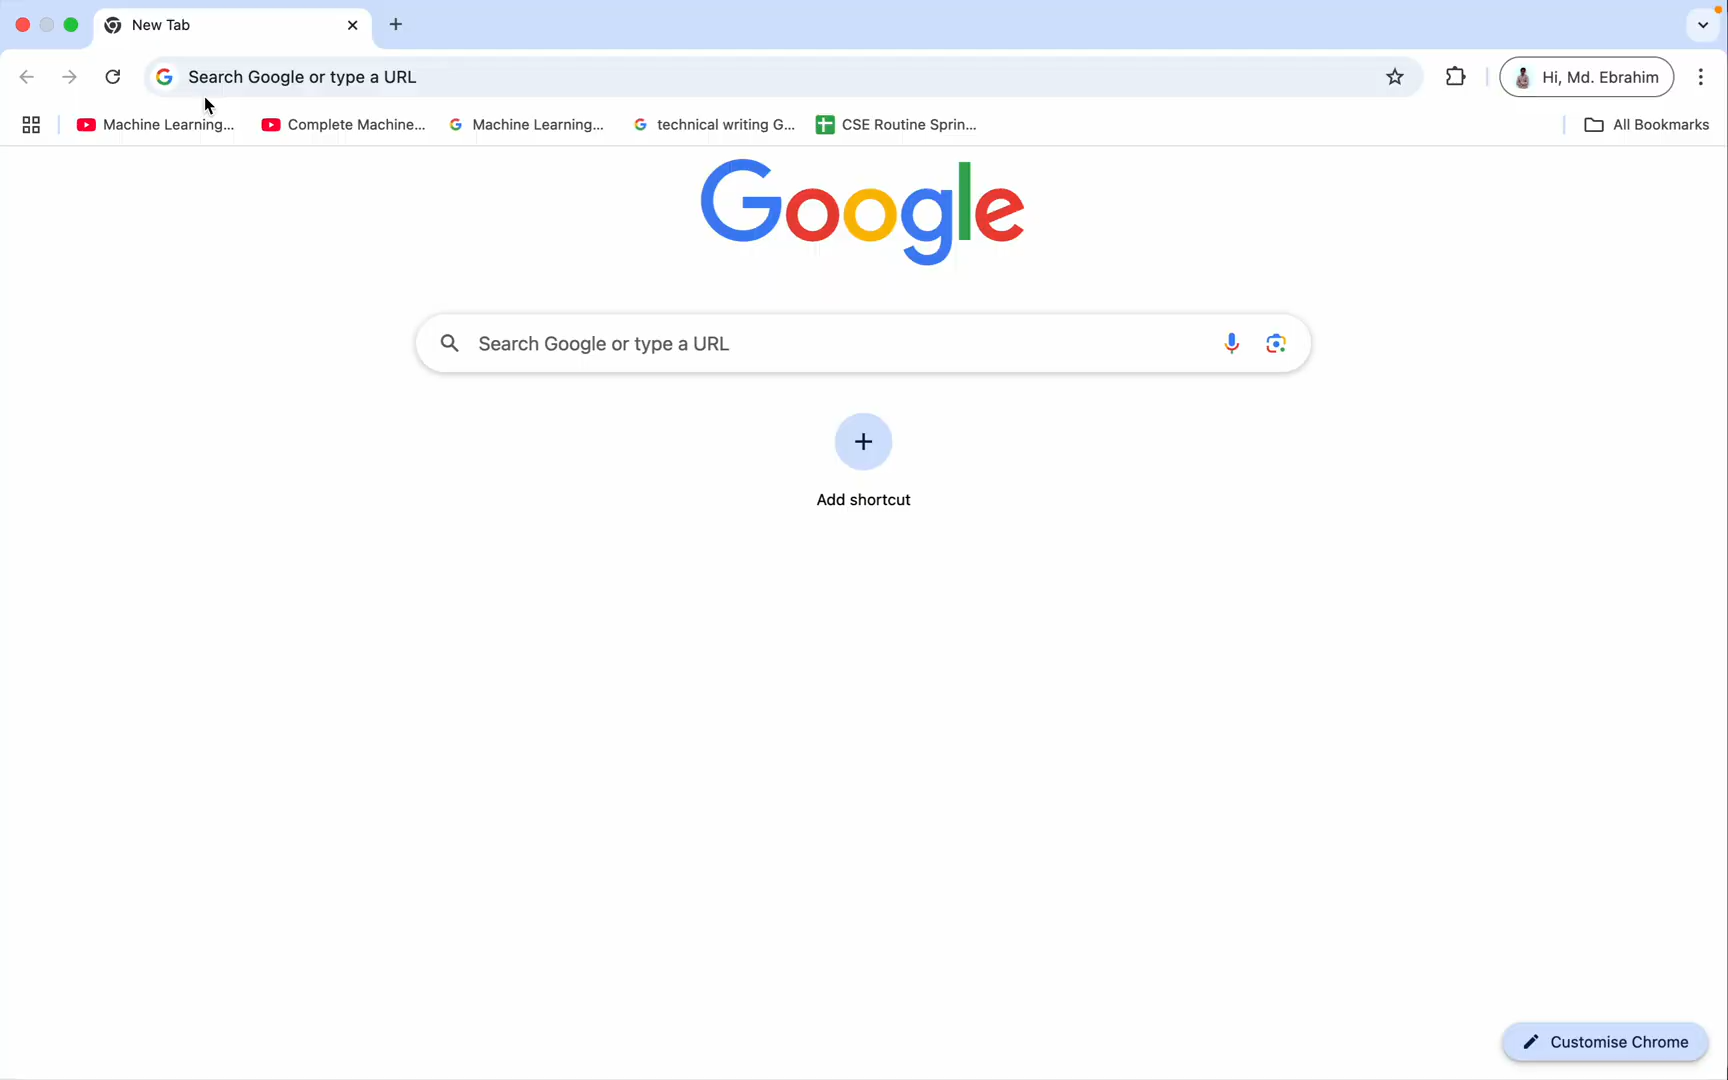 New Tab
Search Google or type a URL
Hi, Md. Ebrahim
Machine Learning...
Complete Machine...
Machine Learning...
technical writing G...
CSE Routine Sprin...
All Bookmarks
Google
Search Google or type a URL
Add shortcut
Customise Chrome